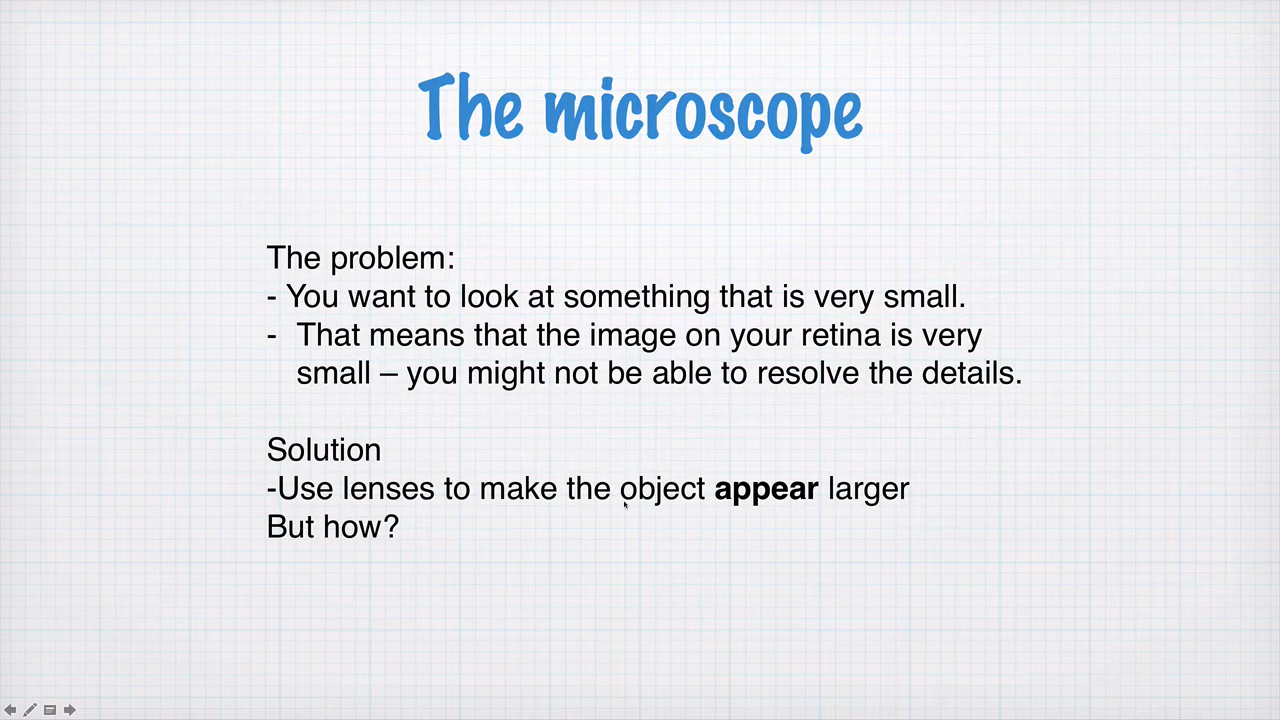 The microscope
The problem:
- You want to look at something that is very small.
- That means that the image on your retina is very
small – you might not be able to resolve the details.
Solution
-Use lenses to make the object appear larger
But how?